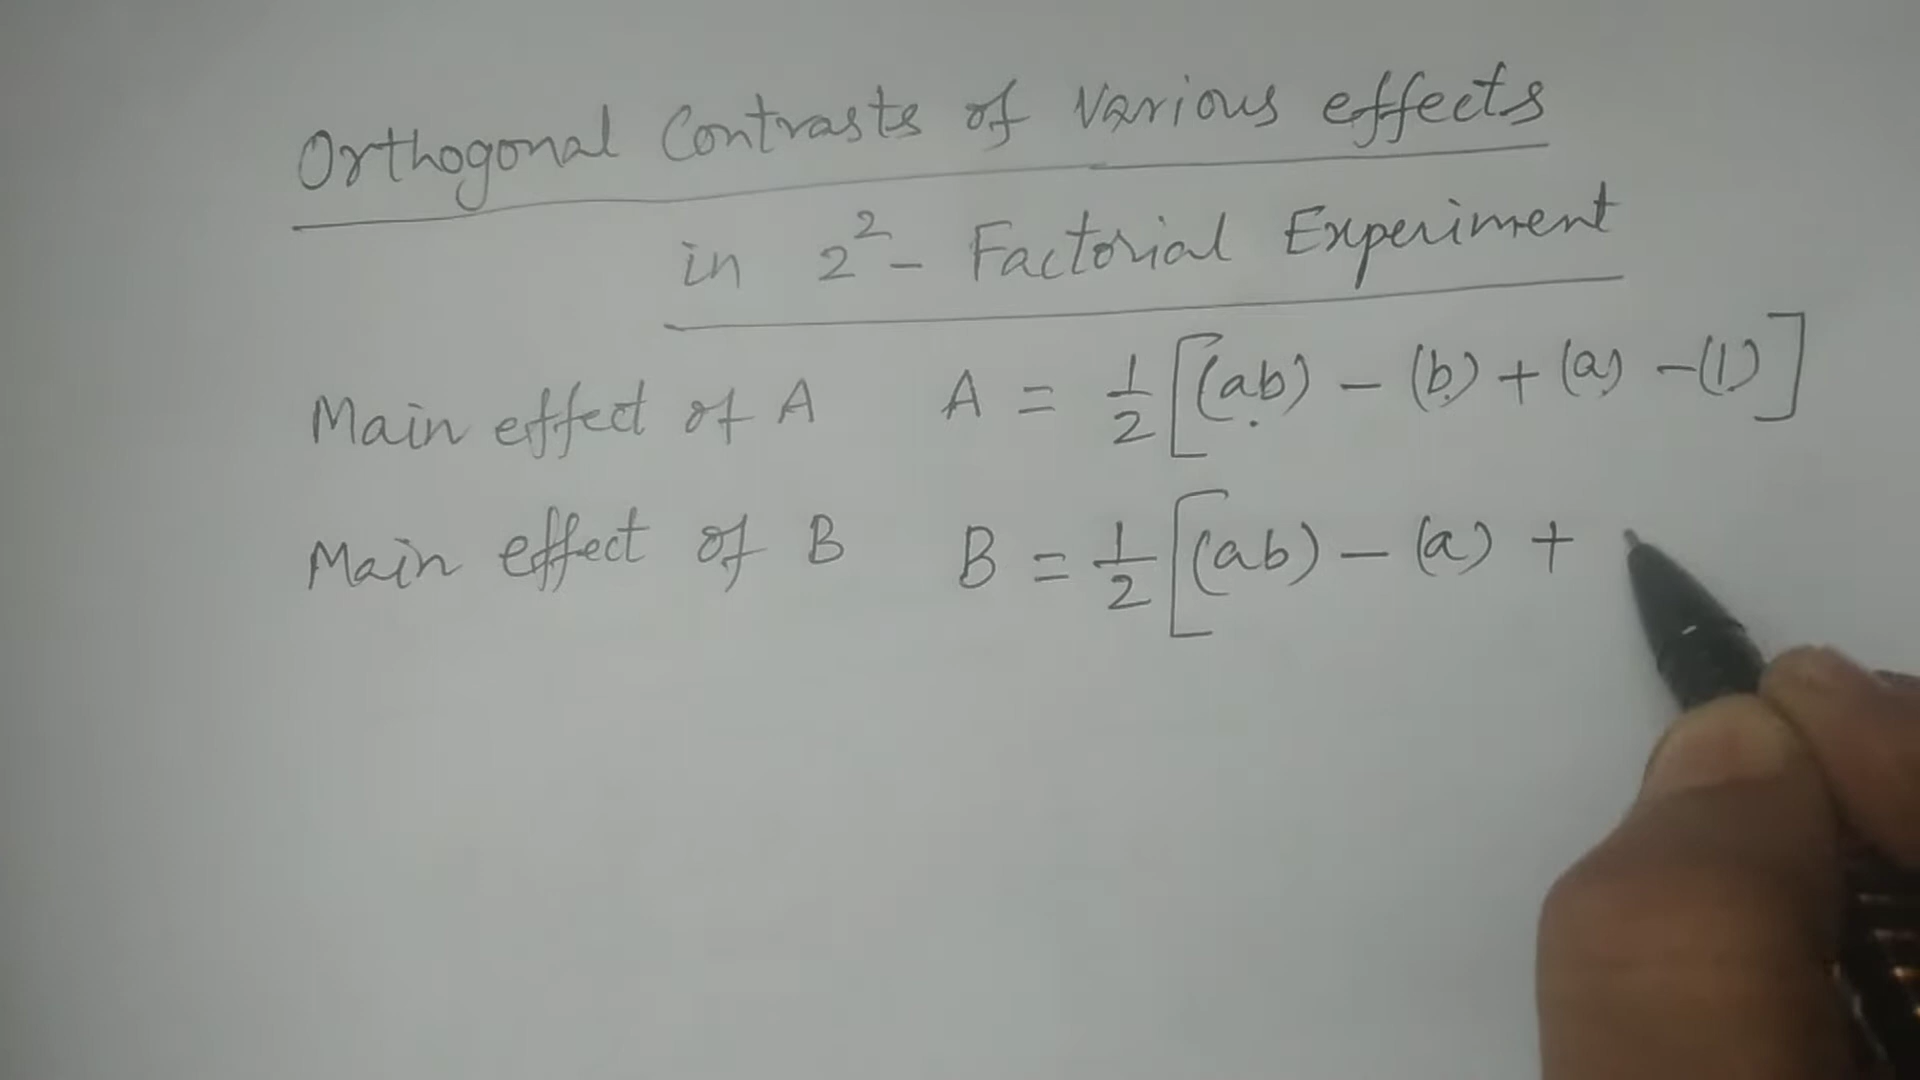 Orthogonal Contrasts of Various effects
in 2² - Factorial Experiment
Main effect of A A = 1/2 [(ab) - (b) + (a) - (1)]
Main effect of B B = 1/2 [(ab) - (a) +